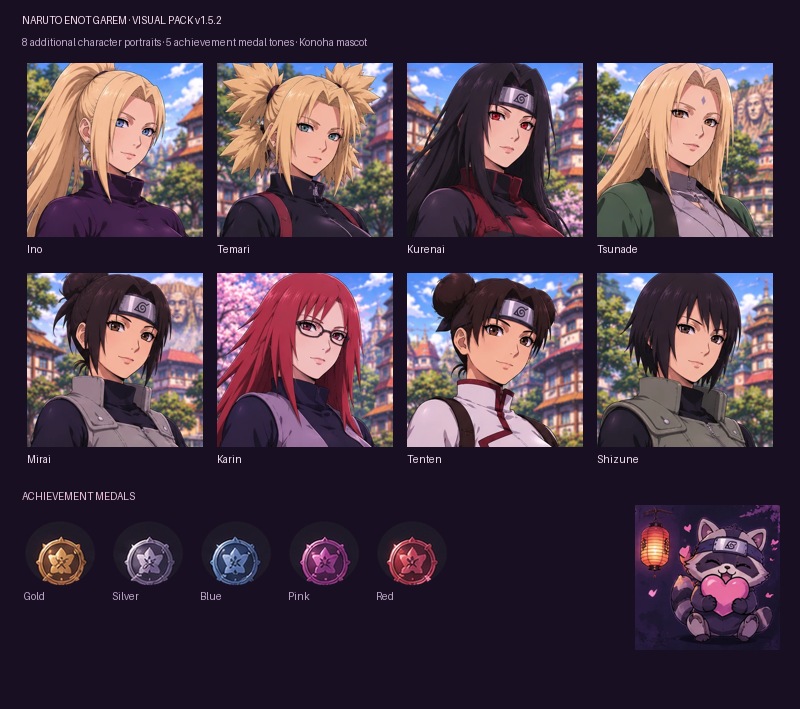 NARUTO ENOTGAREM · VISUAL PACK v1.5.2
8 additional character portraits · 5 achievement medal tones · Konoha mascot
Ino
Temari
Kurenai
Tsunade
Mirai
Karin
Tenten
Shizune
ACHIEVEMENT MEDALS
Gold
Silver
Blue
Pink
Red